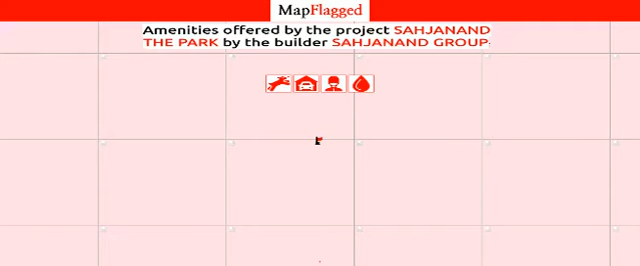 MapFlagged
Amenities offered by the project SAHJANAND
THE PARK by the builder SAHJANAND GROUP.